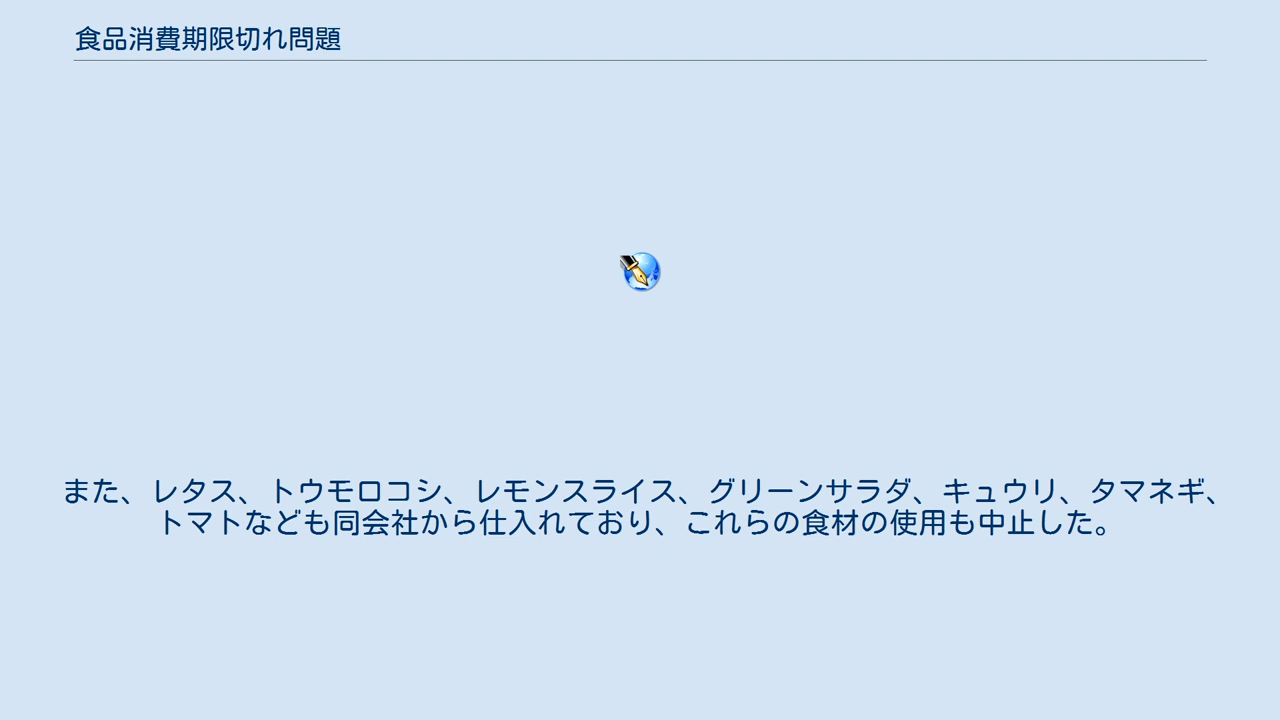 食品消費期限切れ問題
また、レタス、トウモロコシ、レモンスライス、グリーンサラダ、キュウリ、タマネギ、
トマトなども同会社から仕入れており、これらの食材の使用も中止した。